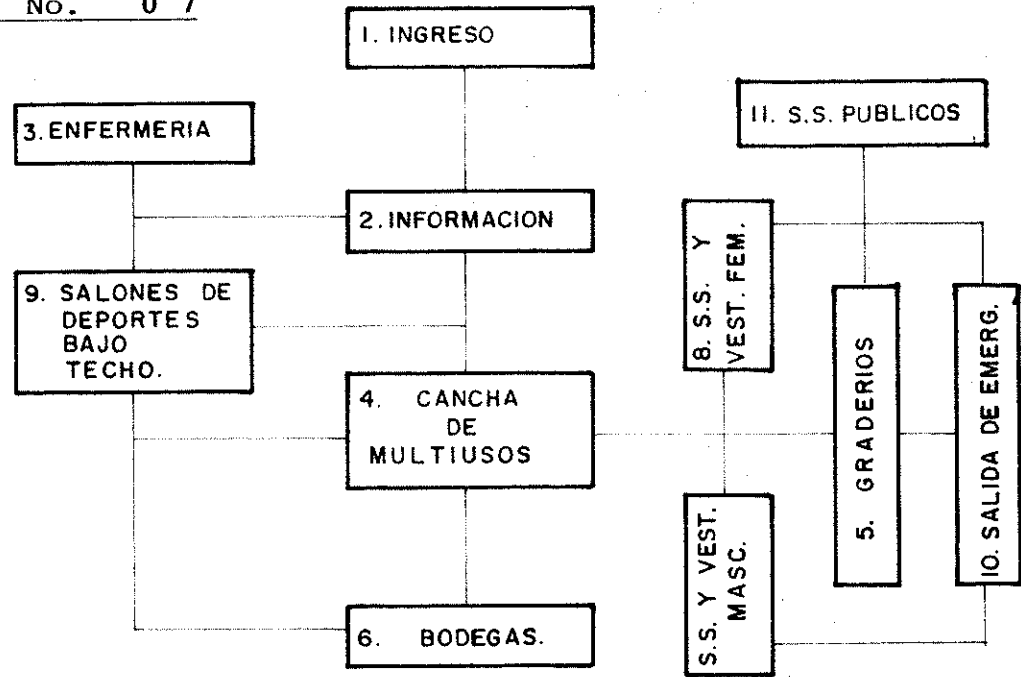 No. 0 7
1. INGRESO
3. ENFERMERIA
11. S.S. PUBLICOS
2. INFORMACION
8. S.S. Y
VEST. FEM.
9. SALONES DE
DEPORTES
BAJO
TECHO.
4. CANCHA
DE
MULTIUSOS
5. GRADERIOS
10. SALIDA DE EMERG.
S.S. Y VEST.
MASC.
6. BODEGAS.